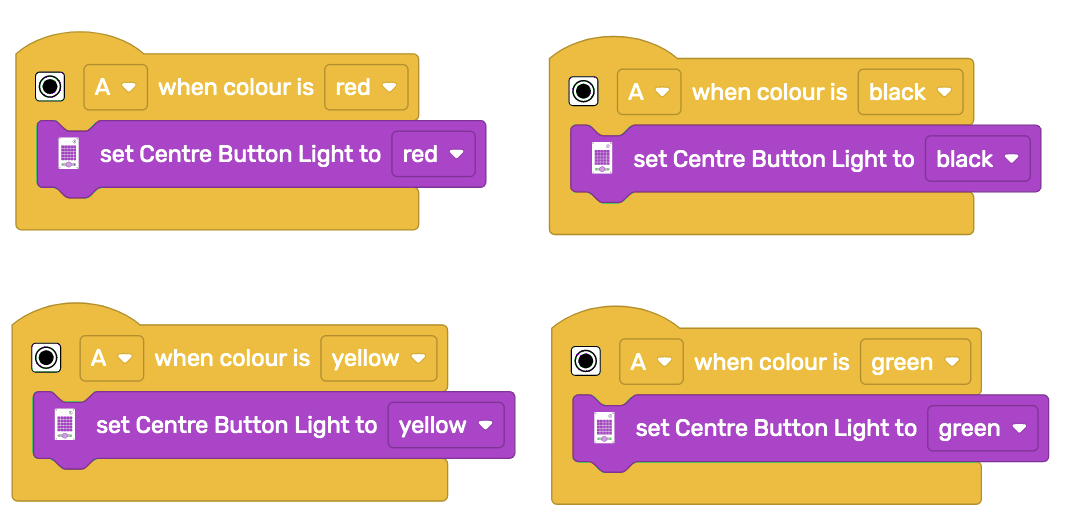 A when colour is red
set Centre Button Light to red
A when colour is black
set Centre Button Light to black
A when colour is yellow
set Centre Button Light to yellow
A when colour is green
set Centre Button Light to green